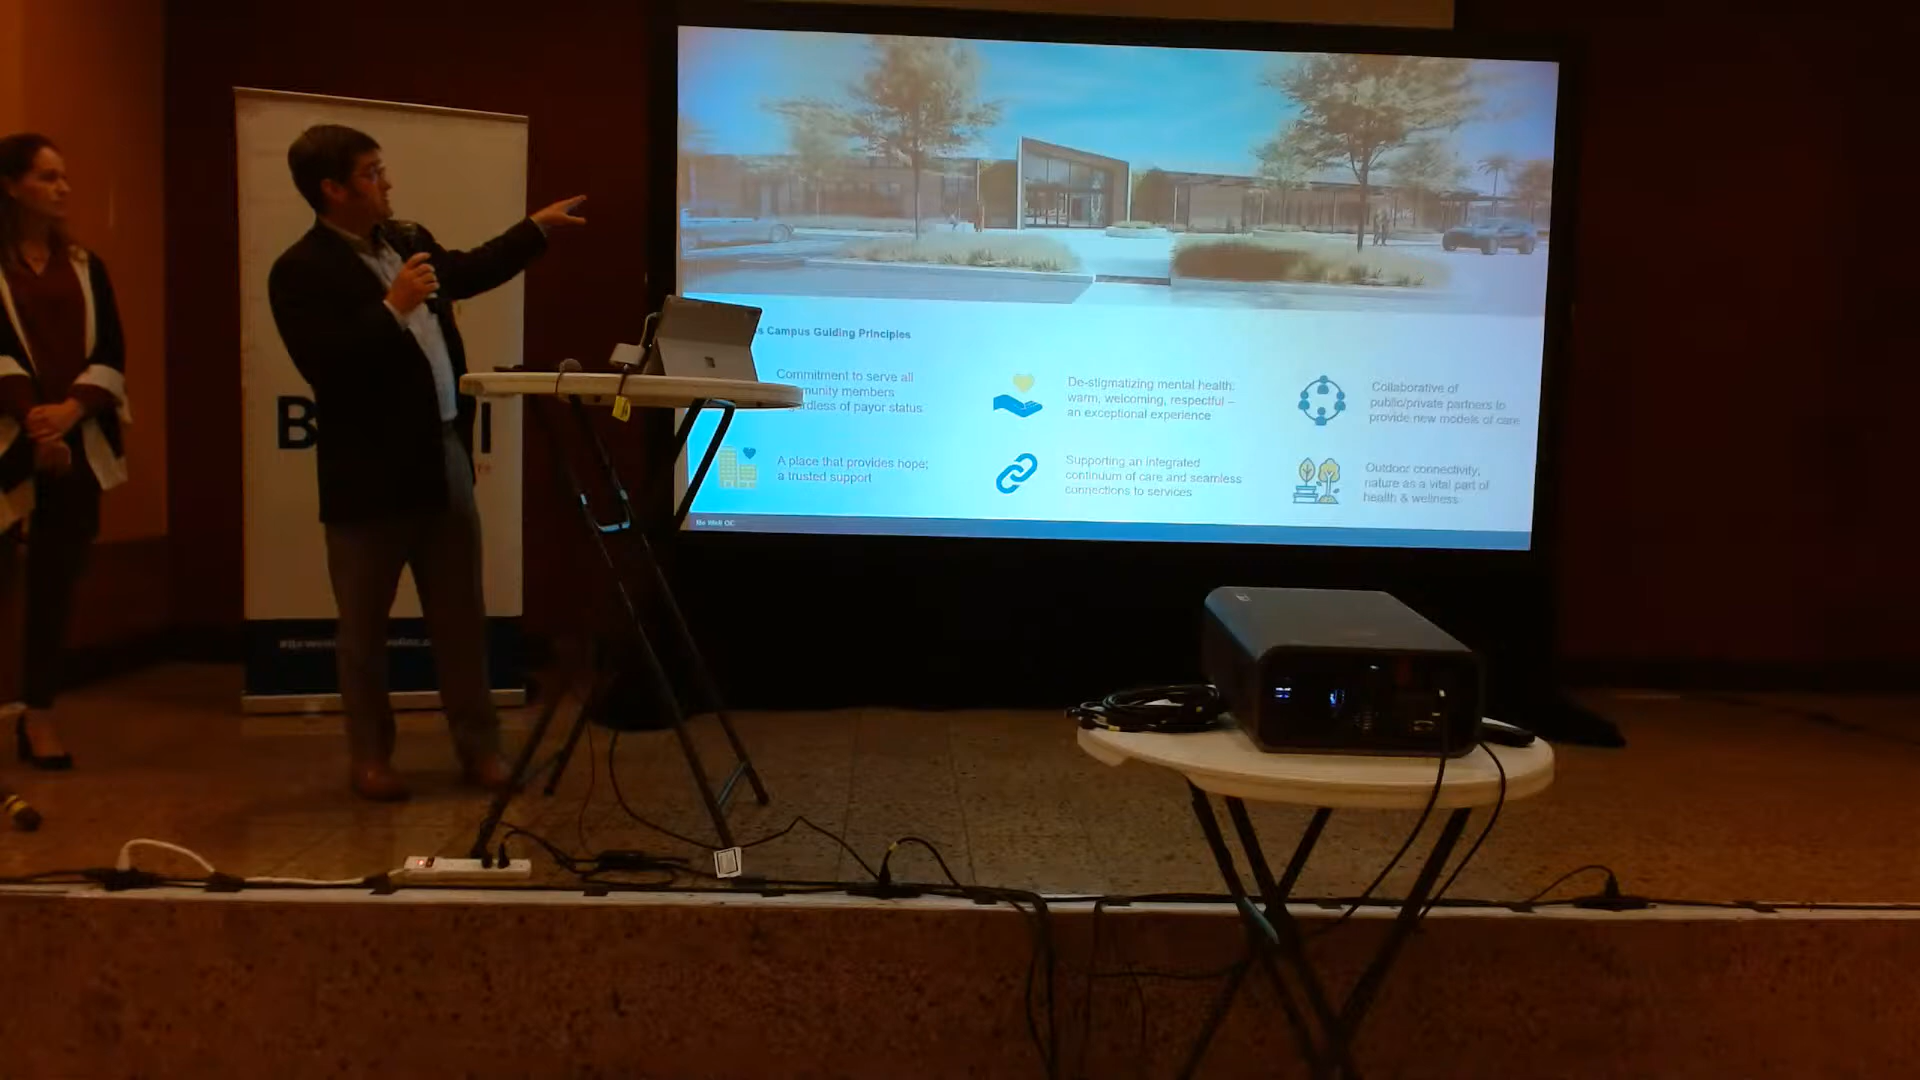 s Campus Guiding Principles
Commitment to serve all
munity members
rdless of payor status
De-stigmatizing mental health:
warm, welcoming, respectful –
an exceptional experience
Collaborative of
public/private partners to
provide new models of care
A place that provides hope;
a trusted support
Supporting an integrated
continuum of care and seamless
connections to services
Outdoor connectivity,
nature as a vital part of
health & wellness
Be Well OC
B